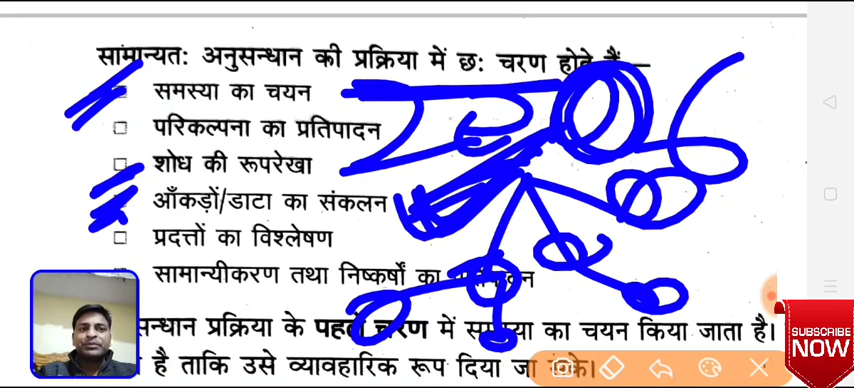 सामान्यत: अनुसन्धान की प्रक्रिया में छ: चरण होते हैं—
समस्या का चयन
परिकल्पना का प्रतिपादन
शोध की रूपरेखा
आँकड़ों/डाटा का संकलन
प्रदत्तों का विश्लेषण
सामान्यीकरण तथा निष्कर्षों का
प्रक्रिया के पहले चरण में समस्या का चयन किया जाता है।
है ताकि उसे व्यावहारिक रूप दिया जा सके।
SUBSCRIBE
NOW